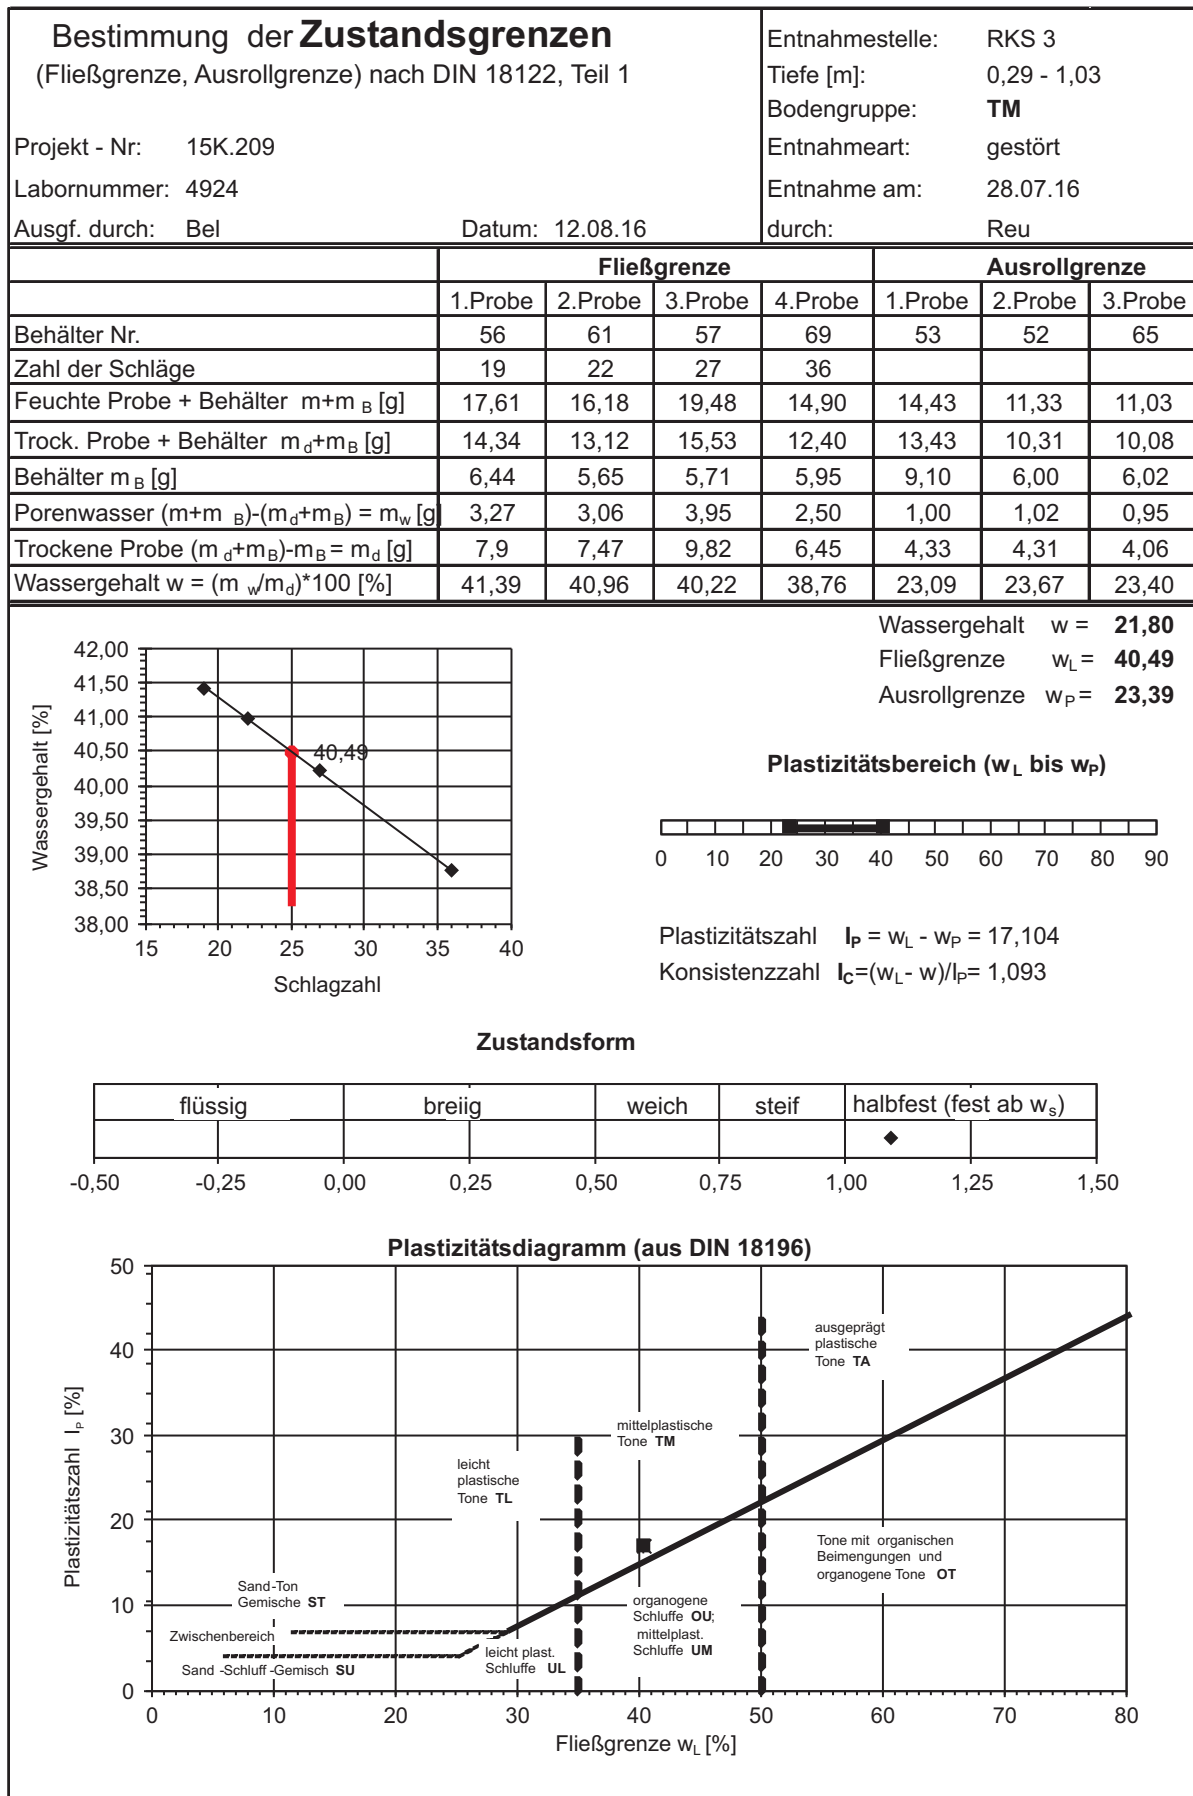 Bestimmung der Zustandsgrenzen
(Fließgrenze, Ausrollgrenze) nach DIN 18122, Teil 1
Projekt - Nr: 15K.209
Labornummer: 4924
Ausgf. durch: Bel Datum: 12.08.16
Entnahmestelle: RKS 3
Tiefe [m]: 0,29 - 1,03
Bodengruppe: TM
Entnahmeart: gestört
Entnahme am: 28.07.16
durch: Reu
Fließgrenze Ausrollgrenze
1.Probe 2.Probe 3.Probe 4.Probe 1.Probe 2.Probe 3.Probe
Behälter Nr. 56 61 57 69 53 52 65
Zahl der Schläge 19 22 27 36
Feuchte Probe + Behälter m+m B [g] 17,61 16,18 19,48 14,90 14,43 11,33 11,03
Trock. Probe + Behälter md+mB [g] 14,34 13,12 15,53 12,40 13,43 10,31 10,08
Behälter m B [g] 6,44 5,65 5,71 5,95 9,10 6,00 6,02
Porenwasser (m+m B)-(md+mB) = mw [g] 3,27 3,06 3,95 2,50 1,00 1,02 0,95
Trockene Probe (m d+mB)-mB = md [g] 7,9 7,47 9,82 6,45 4,33 4,31 4,06
Wassergehalt w = (m w/md)*100 [%] 41,39 40,96 40,22 38,76 23,09 23,67 23,40
Wassergehalt w = 21,80
Fließgrenze wL = 40,49
Ausrollgrenze wP = 23,39
Wassergehalt [%]
42,00
41,50
41,00
40,50
40,00
39,50
39,00
38,50
38,00
40,49
15 20 25 30 35 40
Schlagzahl
Plastizitätsbereich (wL bis wP)
0 10 20 30 40 50 60 70 80 90
Plastizitätszahl IP = wL - wP = 17,104
Konsistenzzahl IC=(wL- w)/IP= 1,093
Zustandsform
flüssig breiig weich steif halbfest (fest ab ws)
-0,50 -0,25 0,00 0,25 0,50 0,75 1,00 1,25 1,50
Plastizitätsdiagramm (aus DIN 18196)
Plastizitätszahl IP [%]
50
40
30
20
10
0
ausgeprägt
plastische
Tone TA
mittelplastische
Tone TM
leicht
plastische
Tone TL
Tone mit organischen
Beimengungen und
organogene Tone OT
Sand-Ton
Gemische ST
organogene
Schluffe OU;
mittelplast.
Schluffe UM
Zwischenbereich
leicht plast.
Schluffe UL
Sand -Schluff -Gemisch SU
0 10 20 30 40 50 60 70 80
Fließgrenze wL [%]